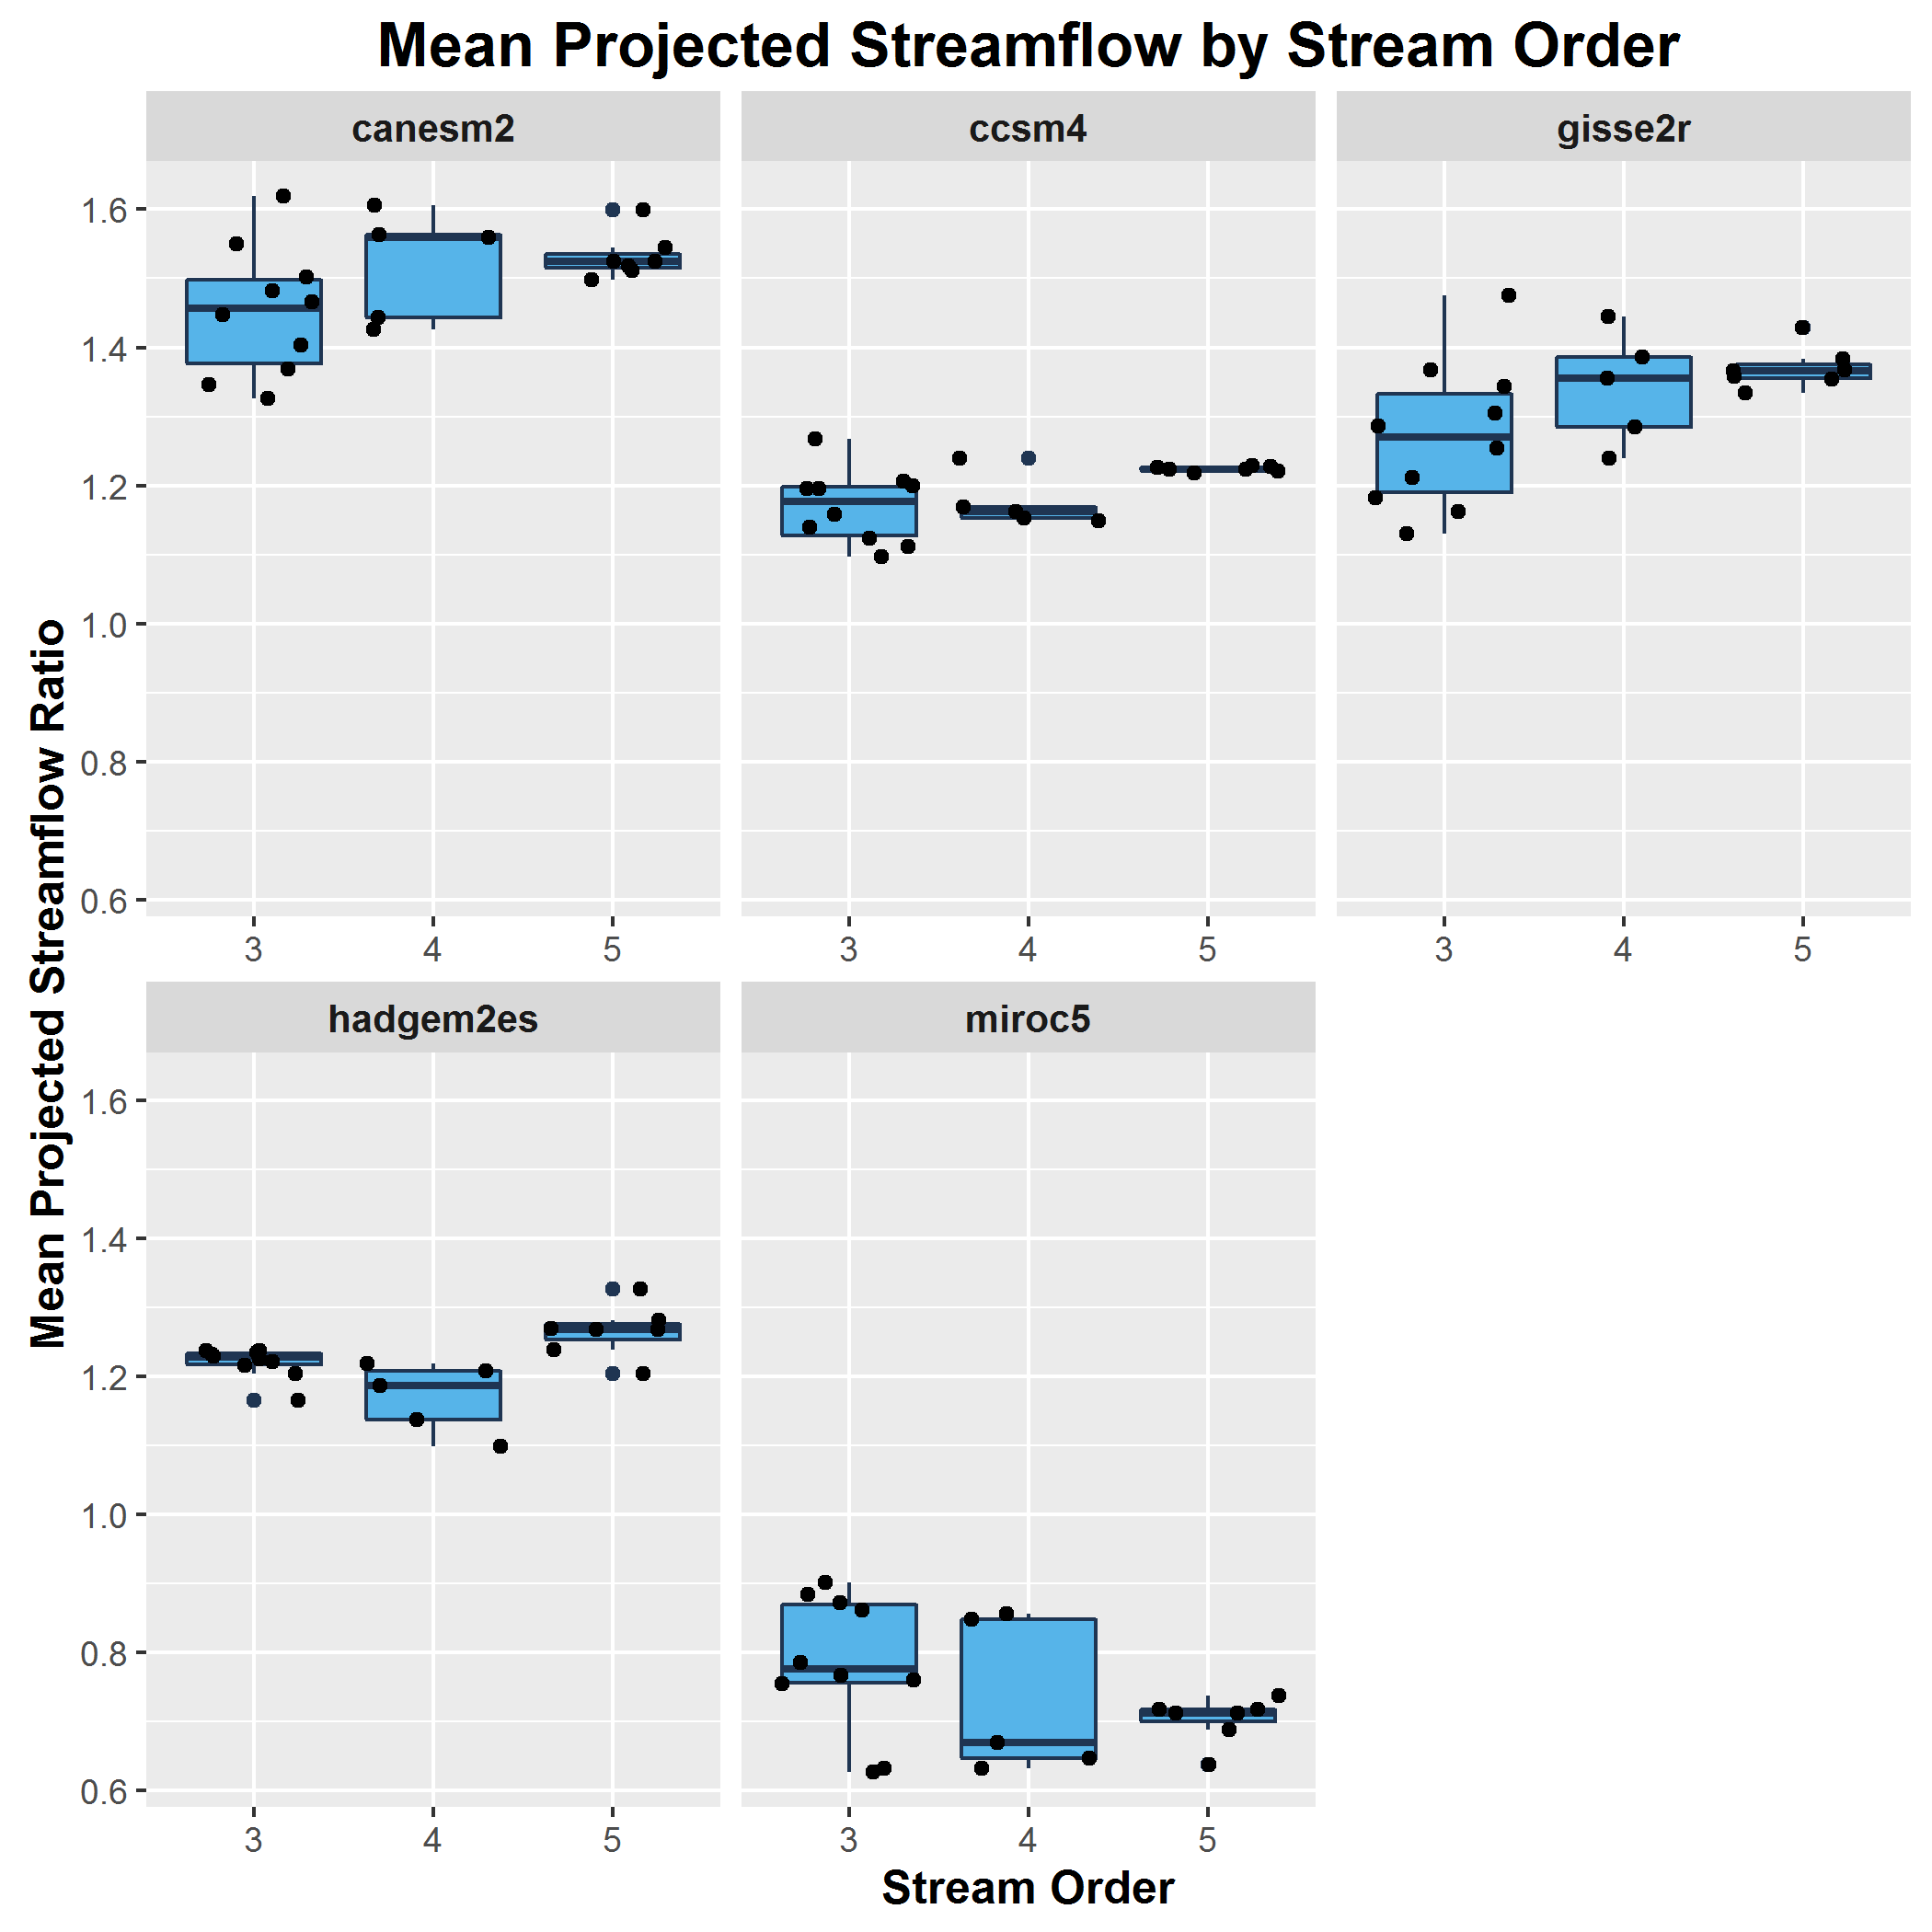 Mean Projected Streamflow by Stream Order
canesm2
ccsm4
gisse2r
1.6
1.4
1.2
1.0
0.8
0.6
3 4 5
3 4 5
3 4 5
Mean Projected Streamflow Ratio
hadgem2es
miroc5
1.6
1.4
1.2
1.0
0.8
0.6
3 4 5
3 4 5
Stream Order